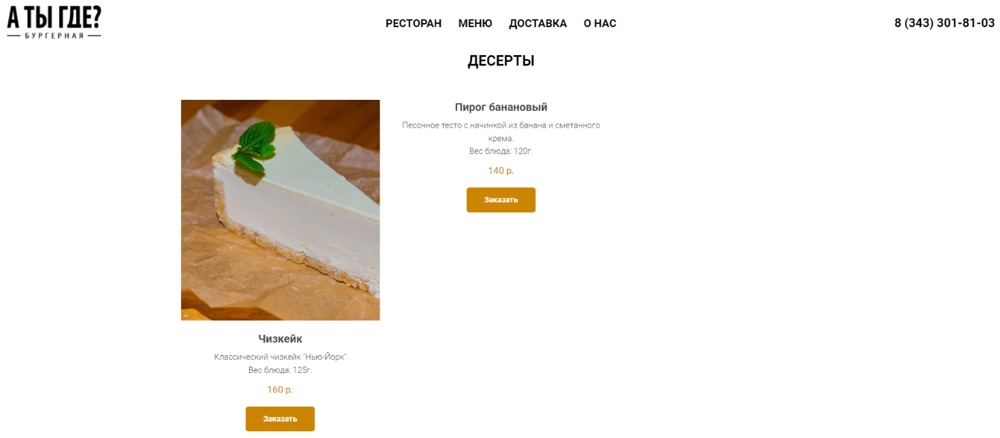 А ТЫ ГДЕ?
БУРГЕРНАЯ
РЕСТОРАН МЕНЮ ДОСТАВКА О НАС
8 (343) 301-81-03
ДЕСЕРТЫ
Чизкейк
Классический чизкейк "Нью-Йорк"
Вес блюда: 125г.
160 р.
Заказать
Пирог банановый
Песочное тесто с начинкой из банана и сметанного
крема.
Вес блюда: 120г.
140 р.
Заказать